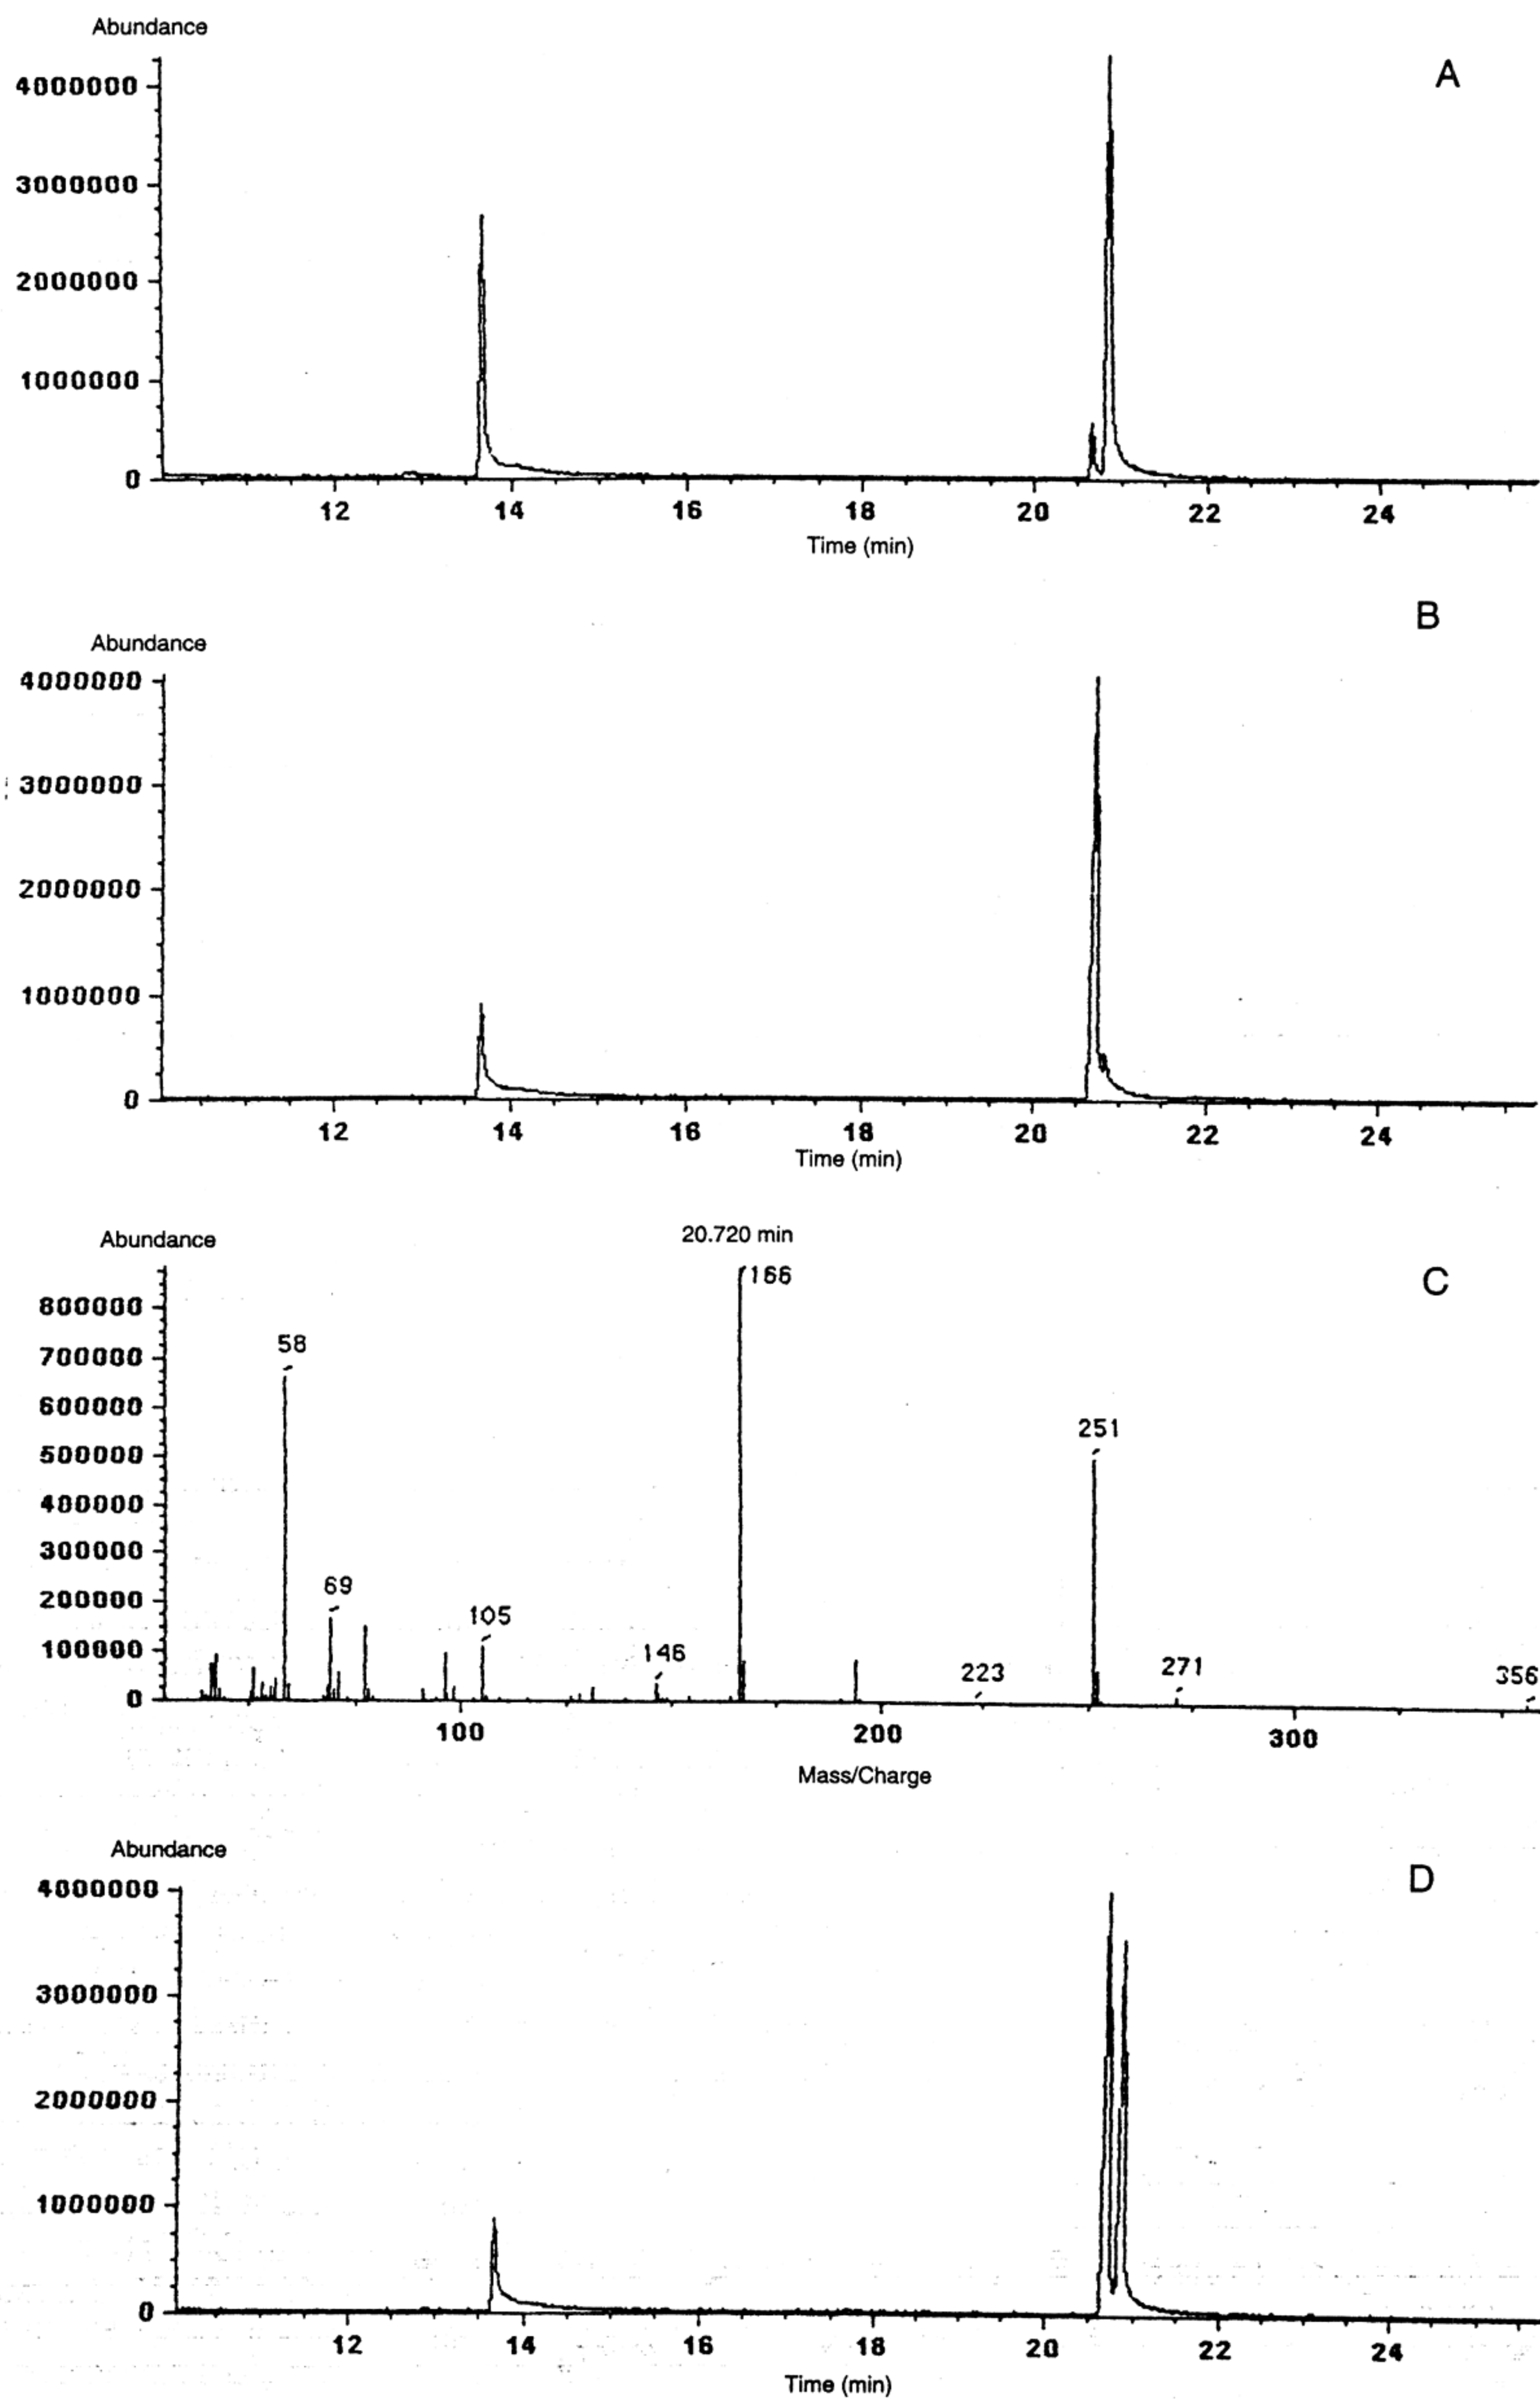 Abundance
A
4000000
3000000
2000000
1000000
0
12 14 16 18 20 22 24
Time (min)
B
Abundance
4000000
3000000
2000000
1000000
0
12 14 16 18 20 22 24
Time (min)
Abundance
20.720 min
C
166
800000
58
700000
600000
251
500000
400000
300000
69
200000
105
146
100000
223
271
356
0
100 200 300
Mass/Charge
Abundance
D
4000000
3000000
2000000
1000000
0
12 14 16 18 20 22 24
Time (min)